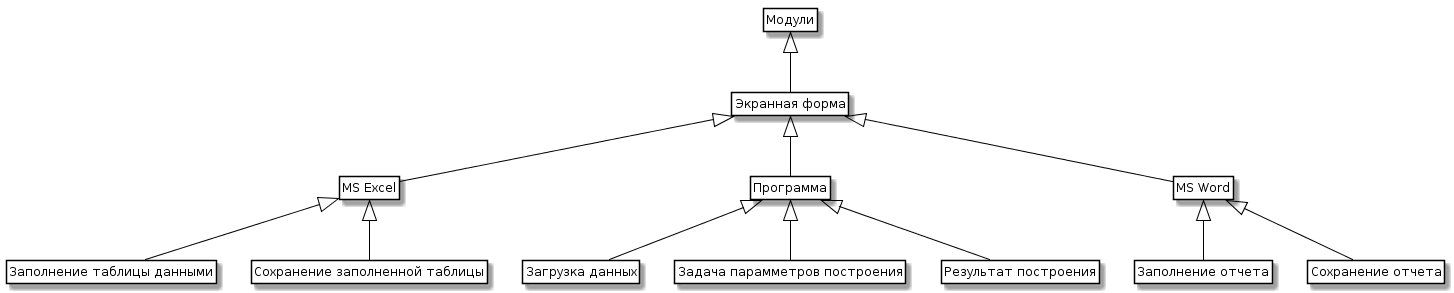 Модули
Экранная форма
MS Excel
Программа
MS Word
Заполнение таблицы данными
Сохранение заполненной таблицы
Загрузка данных
Задача парамметров построения
Результат построения
Заполнение отчета
Сохранение отчета